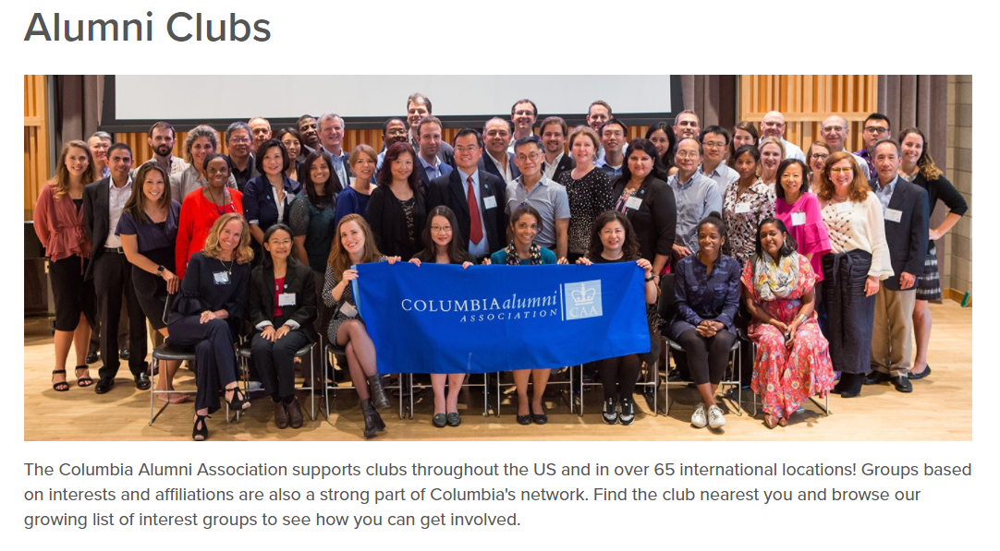 Alumni Clubs
COLUMBIAalumni
ASSOCIATION
CAA
The Columbia Alumni Association supports clubs throughout the US and in over 65 international locations! Groups based
on interests and affiliations are also a strong part of Columbia's network. Find the club nearest you and browse our
growing list of interest groups to see how you can get involved.